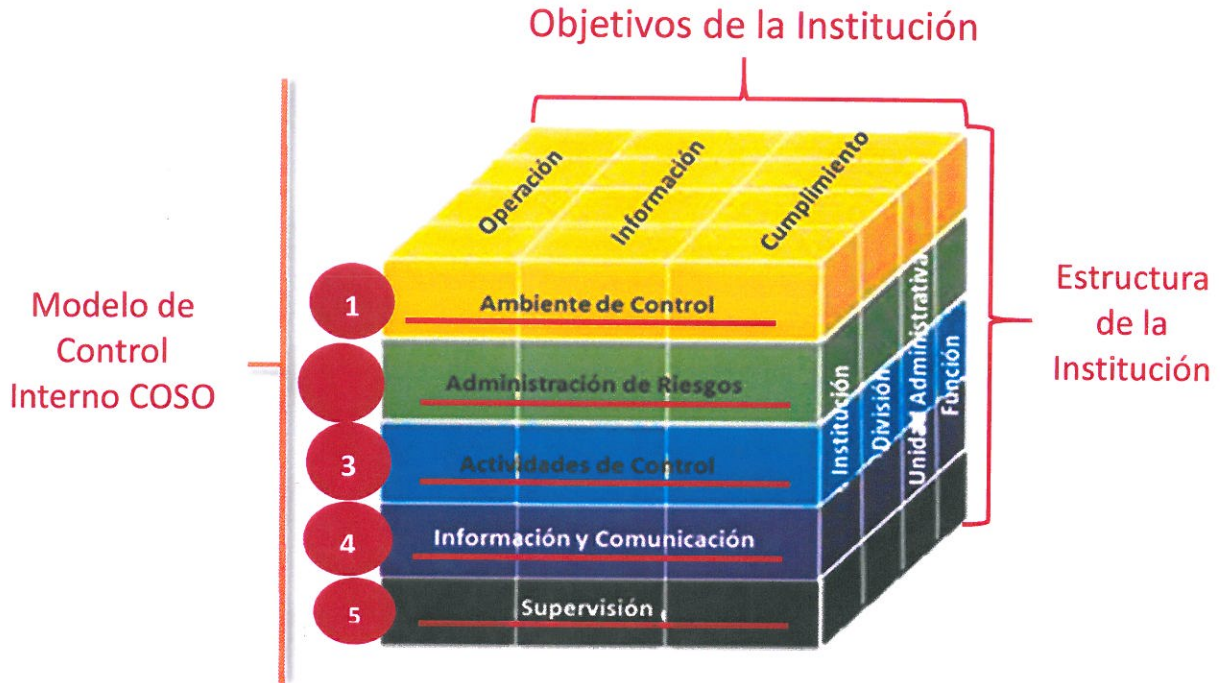 Objetivos de la Institución
Operación
Información
Cumplimiento
Modelo de
Control
Interno COSO
1
Ambiente de Control
Administración de Riesgos
3
Actividades de Control
4
Información y Comunicación
5
Supervisión
Institución
División
Unidad Administrativa
Función
Estructura
de la
Institución